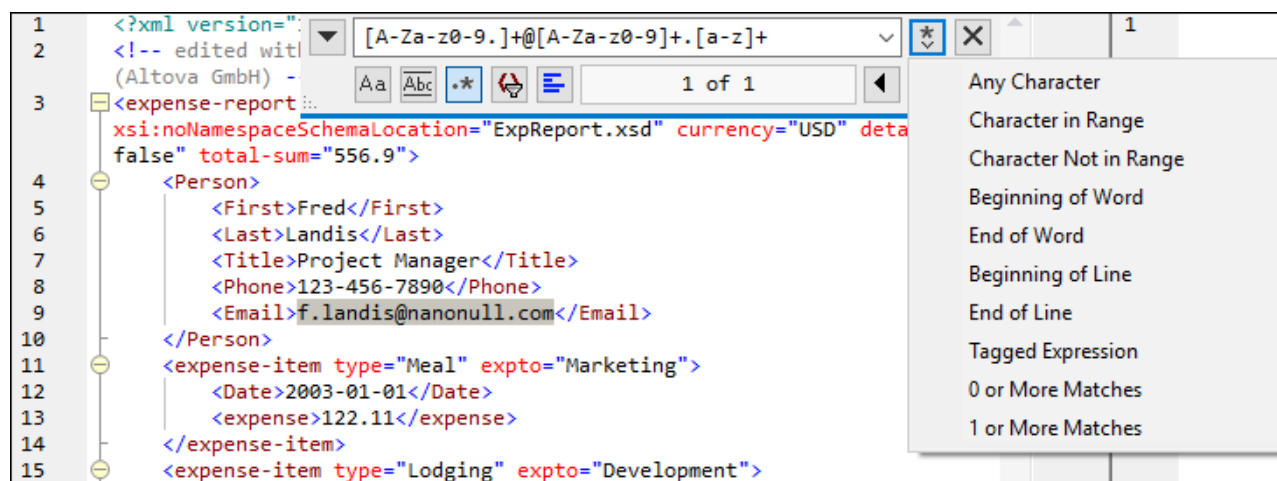 1 <?xml version="
[A-Za-z0-9.]+@[A-Za-z0-9]+.[a-z]+
1
2 <!-- edited wit
(Altova GmbH) -
Aa Abc .* 1 of 1
3 <expense-report
xsi:noNamespaceSchemaLocation="ExpReport.xsd" currency="USD" deta
false" total-sum="556.9">
4 <Person>
5 <First>Fred</First>
6 <Last>Landis</Last>
7 <Title>Project Manager</Title>
8 <Phone>123-456-7890</Phone>
9 <Email>f.landis@nanonull.com</Email>
10 </Person>
11 <expense-item type="Meal" expto="Marketing">
12 <Date>2003-01-01</Date>
13 <expense>122.11</expense>
14 </expense-item>
15 <expense-item type="Lodging" expto="Development">
Any Character
Character in Range
Character Not in Range
Beginning of Word
End of Word
Beginning of Line
End of Line
Tagged Expression
0 or More Matches
1 or More Matches